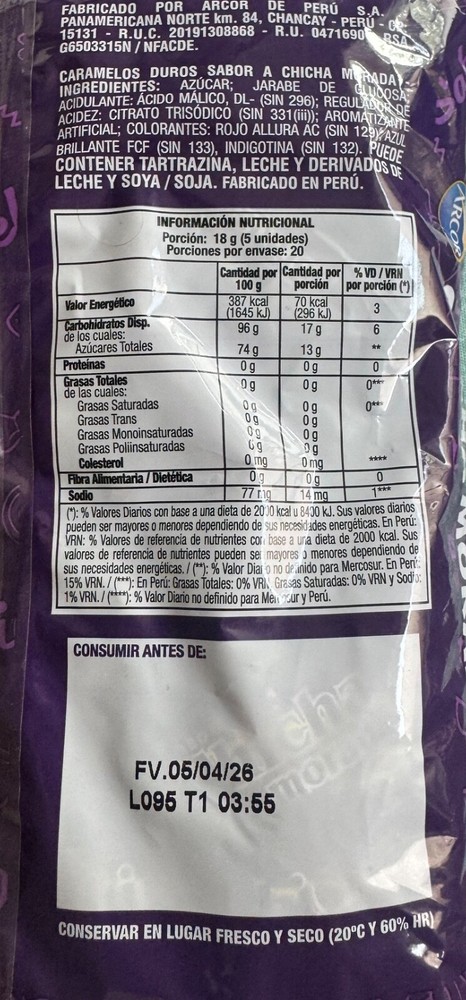 FABRICADO POR ARCOR DE PERÚ S.A.
PANAMERICANA NORTE km. 84, CHANCAY - PERÚ -
15131 - R.U.C. 20191308868 - R.U. 0471690 RSA
G6503315N / NFACDE.
CARAMELOS DUROS SABOR A CHICHA MORADA
INGREDIENTES: AZÚCAR; JARABE DE GLUCOSA;
ACIDULANTE: ÁCIDO MÁLICO, DL- (SIN 296); REGULADOR DE
ACIDEZ: CITRATO TRISÓDICO (SIN 331(iii)); AROMATIZANTE
ARTIFICIAL; COLORANTES: ROJO ALLURA AC (SIN 129), AZUL
BRILLANTE FCF (SIN 133), INDIGOTINA (SIN 132). PUEDE
CONTENER TARTRAZINA, LECHE Y DERIVADOS DE
LECHE Y SOYA / SOJA. FABRICADO EN PERÚ.
ARCOR
INFORMACIÓN NUTRICIONAL
Porción: 18 g (5 unidades)
Porciones por envase: 20
Cantidad por 100 g Cantidad por porción % VD / VRN por porción (*)
Valor Energético 387 kcal (1645 kJ) 70 kcal (296 kJ) 3
Carbohidratos Disp. 96 g 17 g 6
de los cuales:
Azúcares Totales 74 g 13 g **
Proteínas 0 g 0 g 0
Grasas Totales 0 g 0 g 0***
de las cuales:
Grasas Saturadas 0 g 0 g 0***
Grasas Trans 0 g 0 g
Grasas Monoinsaturadas 0 g 0 g
Grasas Poliinsaturadas 0 g 0 g
Colesterol 0 mg 0 mg ****
Fibra Alimentaria / Dietética 0 g 0 g 0
Sodio 77 mg 14 mg 1***
(*): % Valores Diarios con base a una dieta de 2000 kcal u 8400 kJ. Sus valores diarios
pueden ser mayores o menores dependiendo de sus necesidades energéticas. En Perú:
VRN: % Valores de referencia de nutrientes con base a una dieta de 2000 kcal. Sus
valores de referencia de nutrientes pueden ser mayores o menores dependiendo de
sus necesidades energéticas. / (**): % Valor Diario no definido para Mercosur. En Perú:
15% VRN. / (***): En Perú: Grasas Totales: 0% VRN, Grasas Saturadas: 0% VRN y Sodio:
1% VRN. / (****): % Valor Diario no definido para Mercosur y Perú.
CONSUMIR ANTES DE:
FV.05/04/26
L095 T1 03:55
CONSERVAR EN LUGAR FRESCO Y SECO (20°C Y 60% HR)